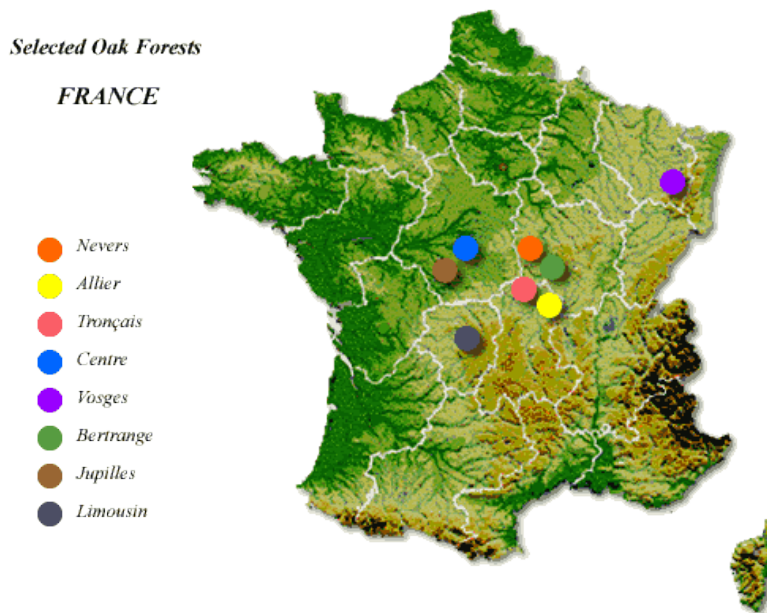 Selected Oak Forests
FRANCE
Nevers
Allier
Tronçais
Centre
Vosges
Bertrange
Jupilles
Limousin